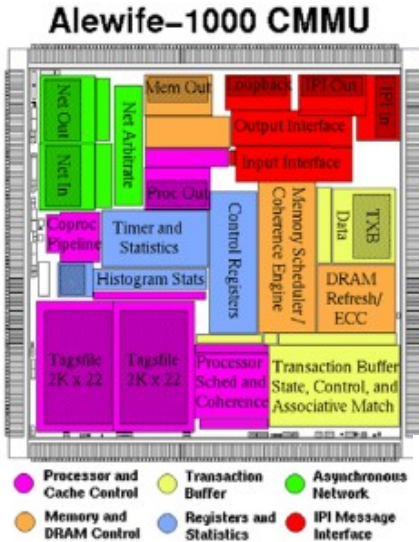 Alewife-1000 CMMU
Net Out
Net In
Net Arbitrate
Mem Out
Loopback
IPI Out
IPI In
Output Interface
Input Interface
Proc Out
Coproc
Pipeline
Timer and
Statistics
Histogram Stats
Control Registers
Memory Scheduler /
Coherence Engine
Data
TXB
DRAM
Refresh/
ECC
Tagsfile
2K x 22
Tagsfile
2K x 22
Processor
Sched and
Coherence
Transaction Buffer
State, Control, and
Associative Match
Processor and
Cache Control
Transaction
Buffer
Asynchronous
Network
Memory and
DRAM Control
Registers and
Statistics
IPI Message
Interface